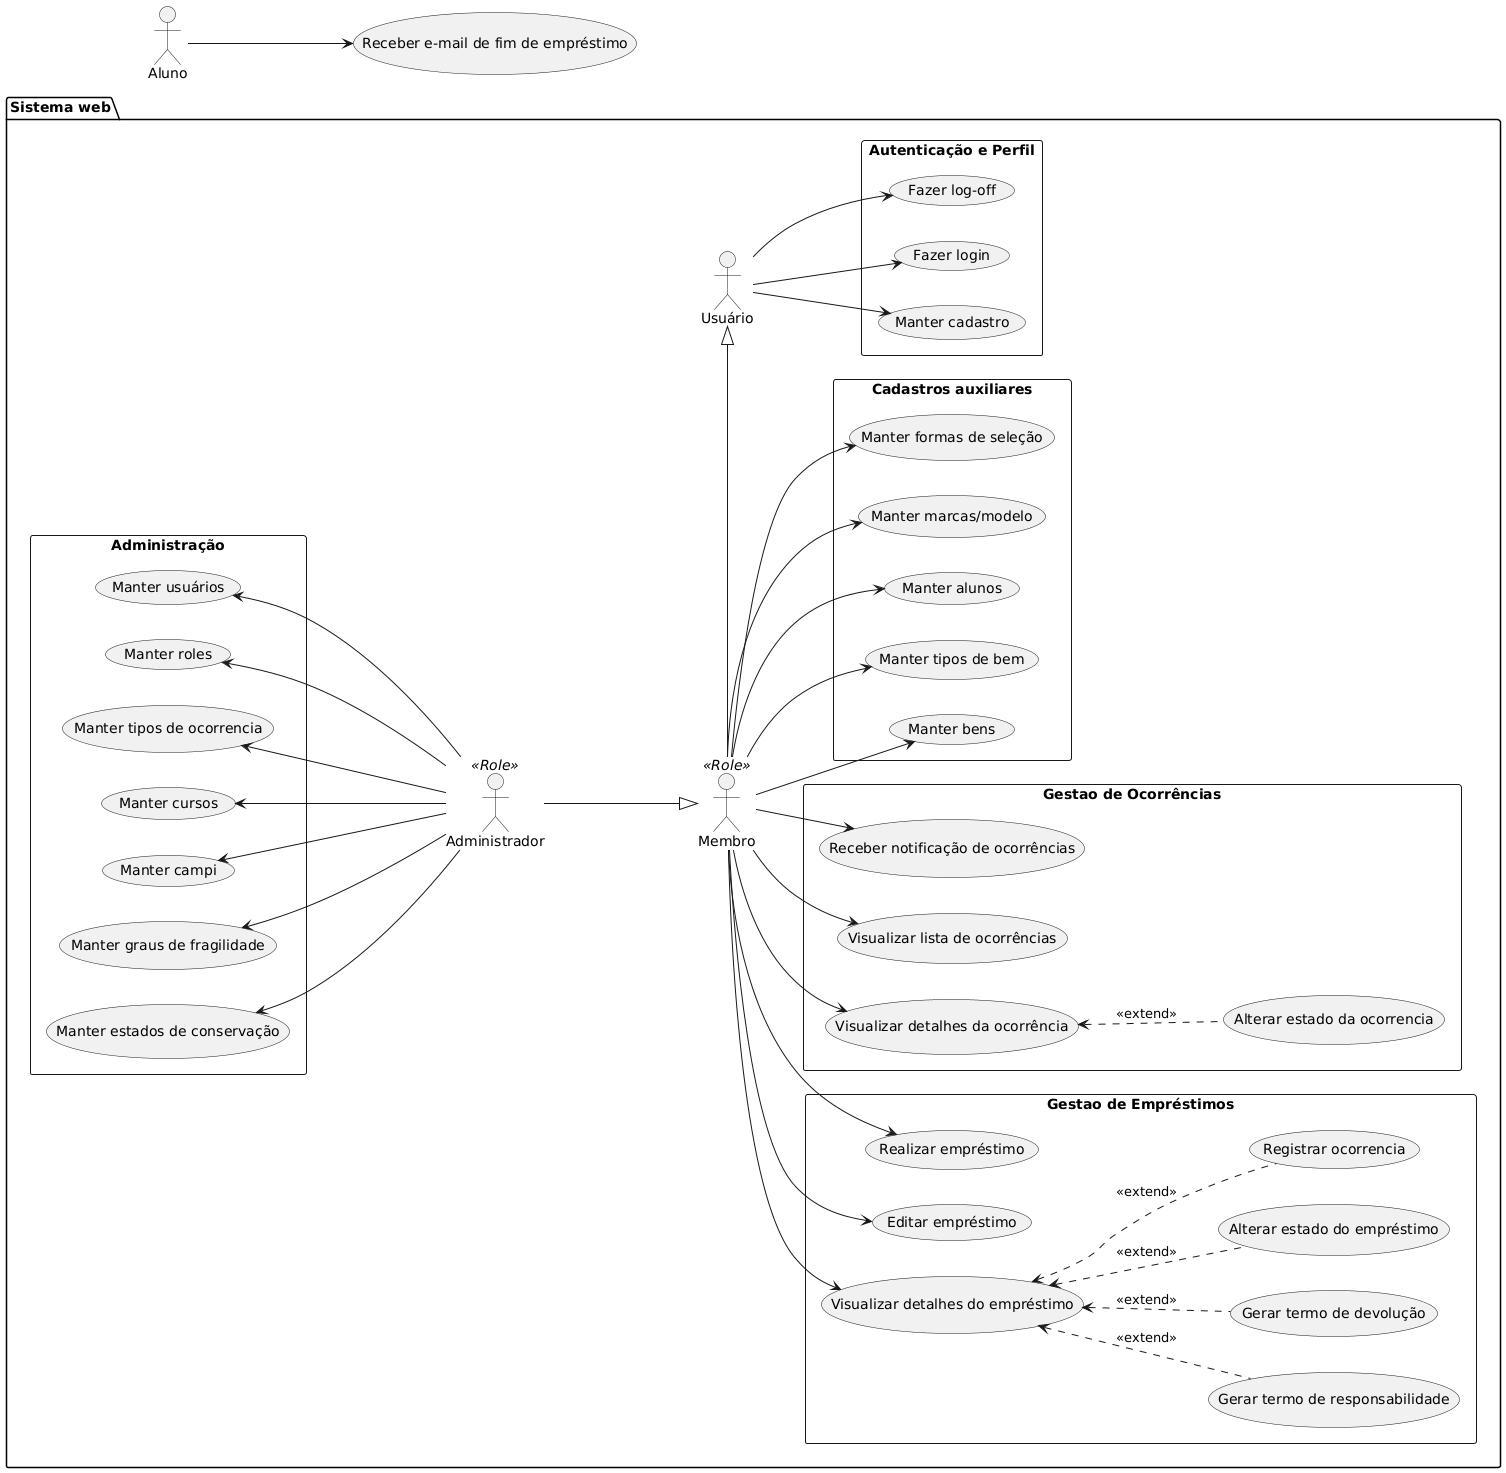 Aluno
Receber e-mail de fim de empréstimo
Sistema web
Autenticação e Perfil
Fazer log-off
Fazer login
Manter cadastro
Usuário
Cadastros auxiliares
Manter formas de seleção
Manter marcas/modelo
Manter alunos
Manter tipos de bem
Manter bens
Administração
Manter usuários
Manter roles
Manter tipos de ocorrencia
Manter cursos
Manter campi
Manter graus de fragilidade
Manter estados de conservação
«Role»
Administrador
«Role»
Membro
Gestao de Ocorrências
Receber notificação de ocorrências
Visualizar lista de ocorrências
Visualizar detalhes da ocorrência
«extend»
Alterar estado da ocorrencia
Gestao de Empréstimos
Realizar empréstimo
Editar empréstimo
Visualizar detalhes do empréstimo
«extend»
Registrar ocorrencia
«extend»
Alterar estado do empréstimo
«extend»
Gerar termo de devolução
«extend»
Gerar termo de responsabilidade